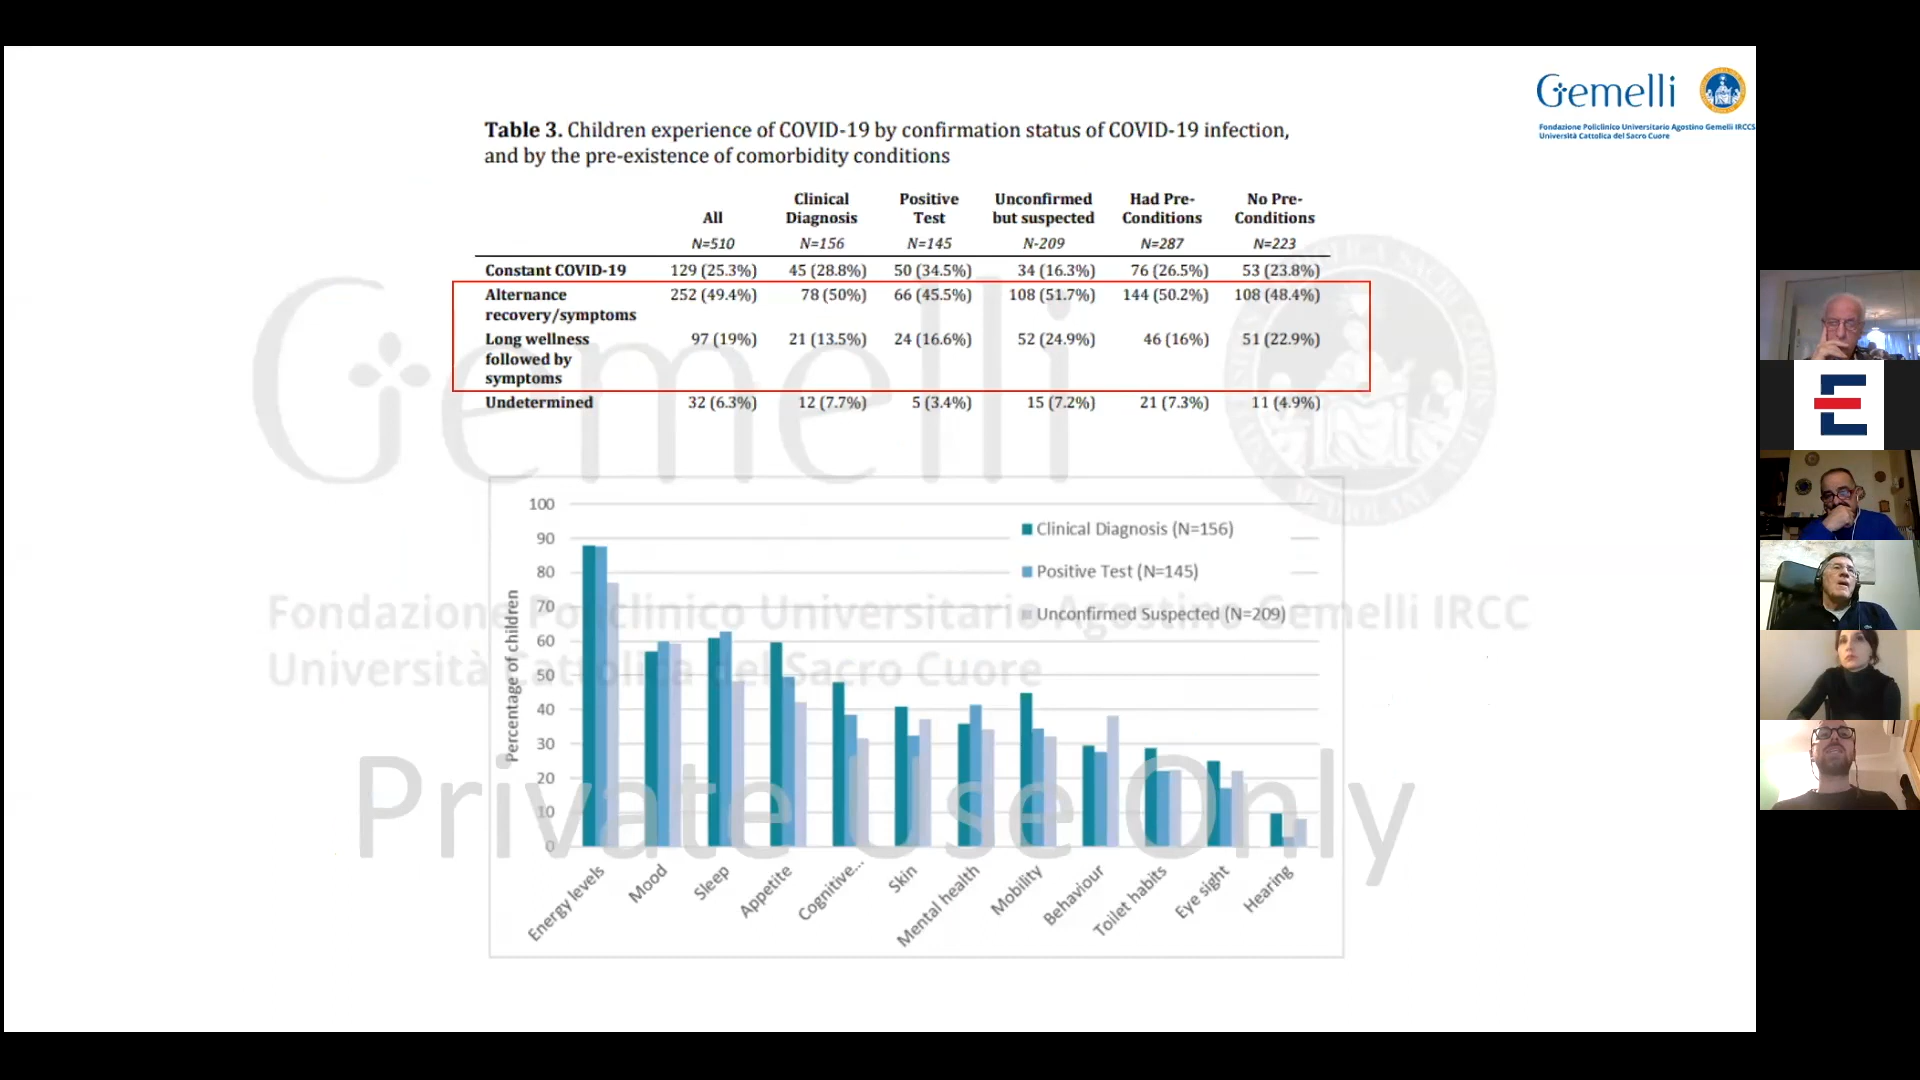 Gemelli
Fondazione Policlinico Universitario Agostino Gemelli IRCCS
Università Cattolica del Sacro Cuore
Table 3. Children experience of COVID-19 by confirmation status of COVID-19 infection,
and by the pre-existence of comorbidity conditions
All Clinical Diagnosis Positive Test Unconfirmed but suspected Had Pre-Conditions No Pre-Conditions
N=510 N=156 N=145 N-209 N=287 N=223
Constant COVID-19 129 (25.3%) 45 (28.8%) 50 (34.5%) 34 (16.3%) 76 (26.5%) 53 (23.8%)
Alternance recovery/symptoms 252 (49.4%) 78 (50%) 66 (45.5%) 108 (51.7%) 144 (50.2%) 108 (48.4%)
Long wellness followed by symptoms 97 (19%) 21 (13.5%) 24 (16.6%) 52 (24.9%) 46 (16%) 51 (22.9%)
Undetermined 32 (6.3%) 12 (7.7%) 5 (3.4%) 15 (7.2%) 21 (7.3%) 11 (4.9%)
Gemelli
Fondazione Policlinico Universitario Agostino Gemelli IRCC
Università Cattolica del Sacro Cuore
Private Use Only
Percentage of children
100
90
80
70
60
50
40
30
20
10
0
Clinical Diagnosis (N=156)
Positive Test (N=145)
Unconfirmed Suspected (N=209)
Energy levels
Mood
Sleep
Appetite
Cognitive...
Skin
Mental health
Mobility
Behaviour
Toilet habits
Eye sight
Hearing
E